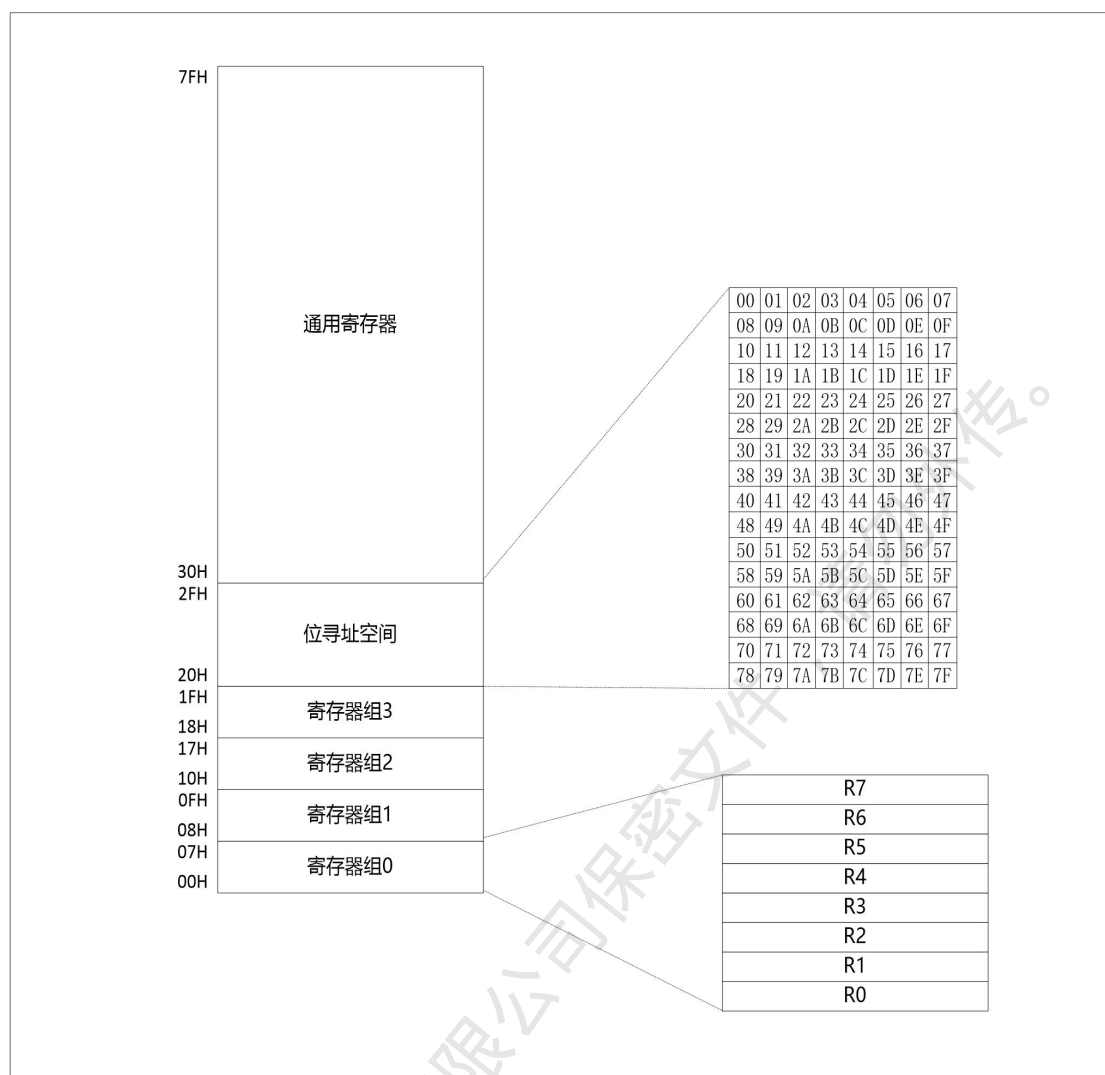 7FH
通用寄存器
30H
2FH
位寻址空间
20H
1FH
寄存器组3
18H
17H
寄存器组2
10H
0FH
寄存器组1
08H
07H
寄存器组0
00H
00 01 02 03 04 05 06 07
08 09 0A 0B 0C 0D 0E 0F
10 11 12 13 14 15 16 17
18 19 1A 1B 1C 1D 1E 1F
20 21 22 23 24 25 26 27
28 29 2A 2B 2C 2D 2E 2F
30 31 32 33 34 35 36 37
38 39 3A 3B 3C 3D 3E 3F
40 41 42 43 44 45 46 47
48 49 4A 4B 4C 4D 4E 4F
50 51 52 53 54 55 56 57
58 59 5A 5B 5C 5D 5E 5F
60 61 62 63 64 65 66 67
68 69 6A 6B 6C 6D 6E 6F
70 71 72 73 74 75 76 77
78 79 7A 7B 7C 7D 7E 7F
R7
R6
R5
R4
R3
R2
R1
R0
限公司保密文件,请勿外传。